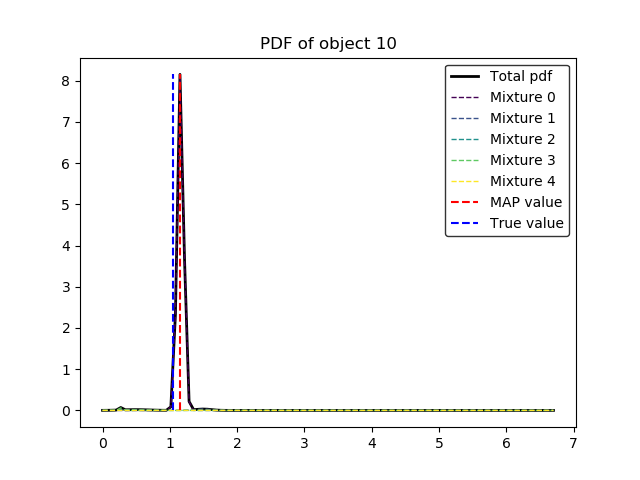 PDF of object 10
Total pdf
Mixture 0
Mixture 1
Mixture 2
Mixture 3
Mixture 4
MAP value
True value
8
7
6
5
4
3
2
1
0
0 1 2 3 4 5 6 7